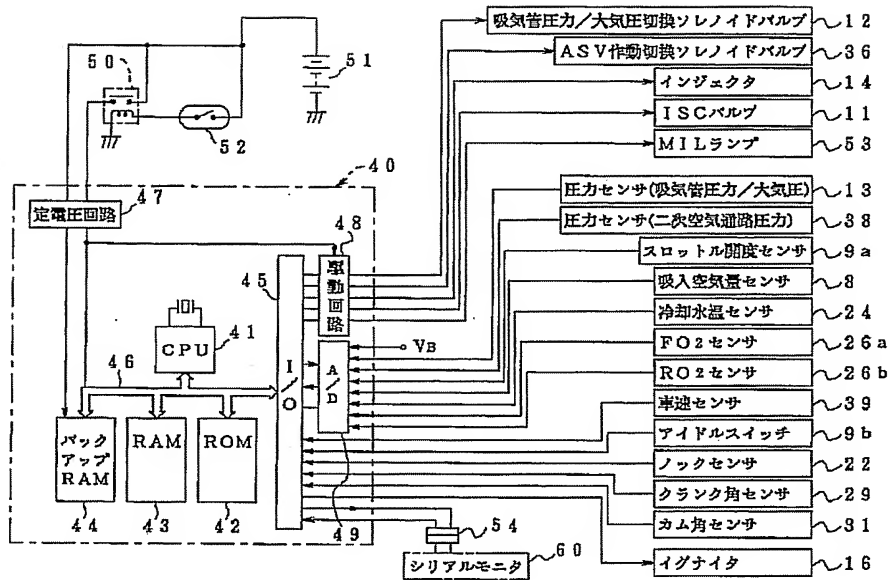 吸気管圧力/大気圧切換ソレノイドバルブ 12
ASV作動切換ソレノイドバルブ 36
インジェクタ 14
ISCバルブ 11
MILランプ 53
圧力センサ(吸気管圧力/大気圧) 13
圧力センサ(二次空気通路圧力) 38
スロットル開度センサ 9a
吸入空気量センサ 8
冷却水温センサ 24
FO2センサ 26a
RO2センサ 26b
車速センサ 39
アイドルスイッチ 9b
ノックセンサ 22
クランク角センサ 29
カム角センサ 31
イグナイタ 16
50
51
52
40
定電圧回路 47
48
駆動回路
45
I/O
A/D
VB
49
CPU 41
46
バックアップRAM
44
RAM
43
ROM
42
54
シリアルモニタ 60